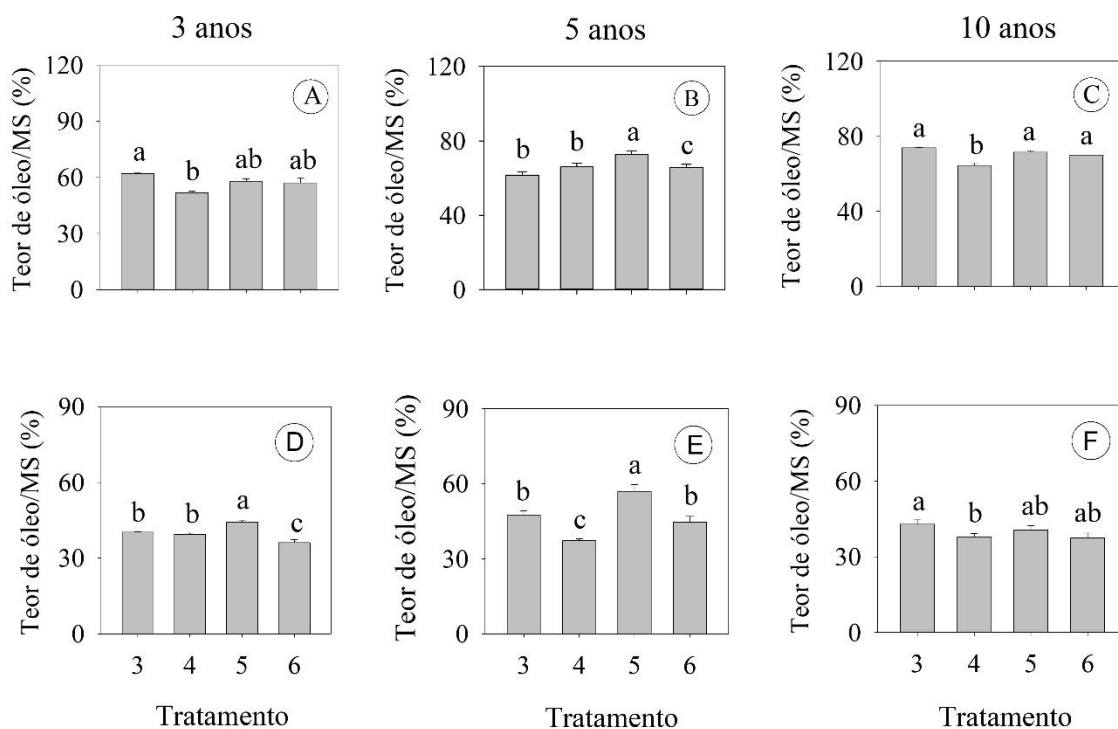 3 anos
5 anos
10 anos
Teor de óleo/MS (%)
120
90
60
30
0
A
a
b
ab
ab
Teor de óleo/MS (%)
120
80
40
0
B
b
b
a
c
Teor de óleo/MS (%)
120
80
40
0
C
a
b
a
a
Teor de óleo/MS (%)
90
60
30
0
D
b
b
a
c
3 4 5 6
Tratamento
Teor de óleo/MS (%)
90
60
30
0
E
b
c
a
b
3 4 5 6
Tratamento
Teor de óleo/MS (%)
90
60
30
0
F
a
b
ab
ab
3 4 5 6
Tratamento